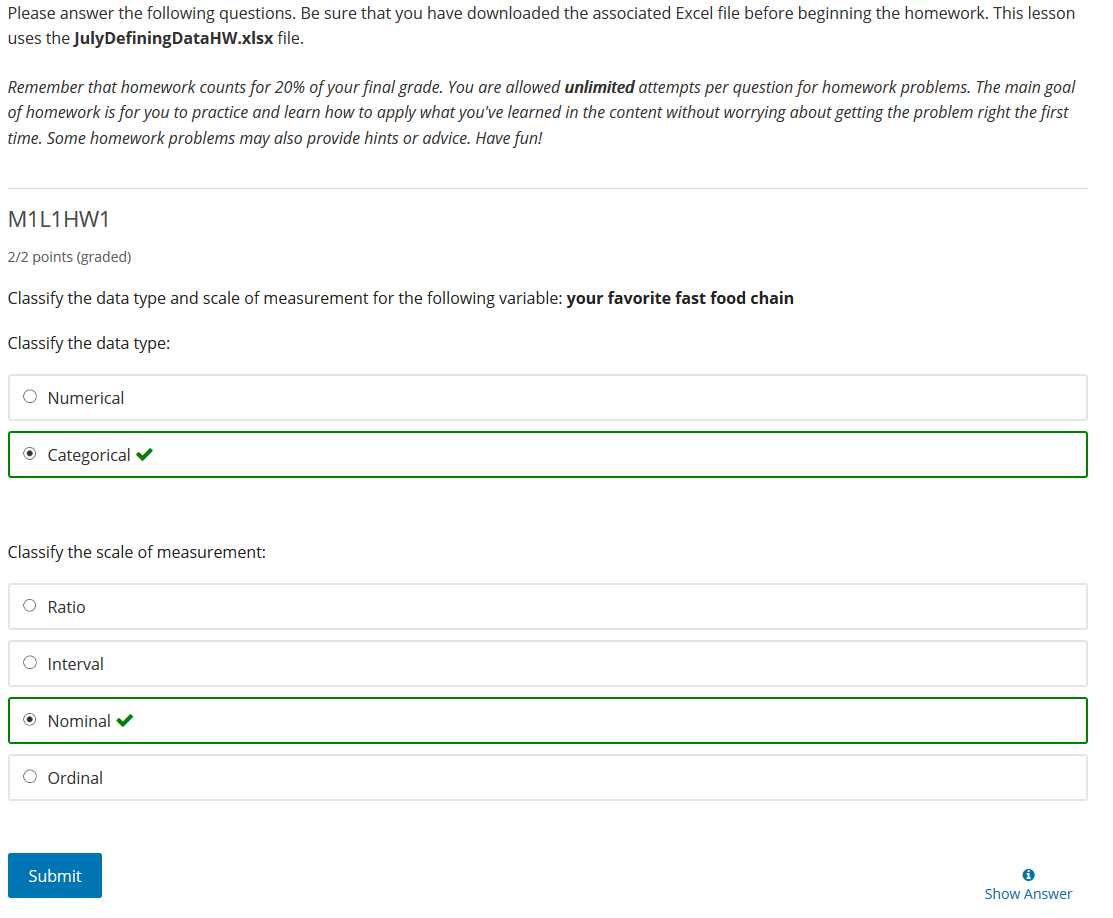 Please answer the following questions. Be sure that you have downloaded the associated Excel file before beginning the homework. This lesson
uses the JulyDefiningDataHW.xlsx file.
Remember that homework counts for 20% of your final grade. You are allowed unlimited attempts per question for homework problems. The main goal
of homework is for you to practice and learn how to apply what you've learned in the content without worrying about getting the problem right the first
time. Some homework problems may also provide hints or advice. Have fun!
M1L1HW1
2/2 points (graded)
Classify the data type and scale of measurement for the following variable: your favorite fast food chain
Classify the data type:
Numerical
Categorical
Classify the scale of measurement:
Ratio
Interval
Nominal
Ordinal
Submit
Show Answer